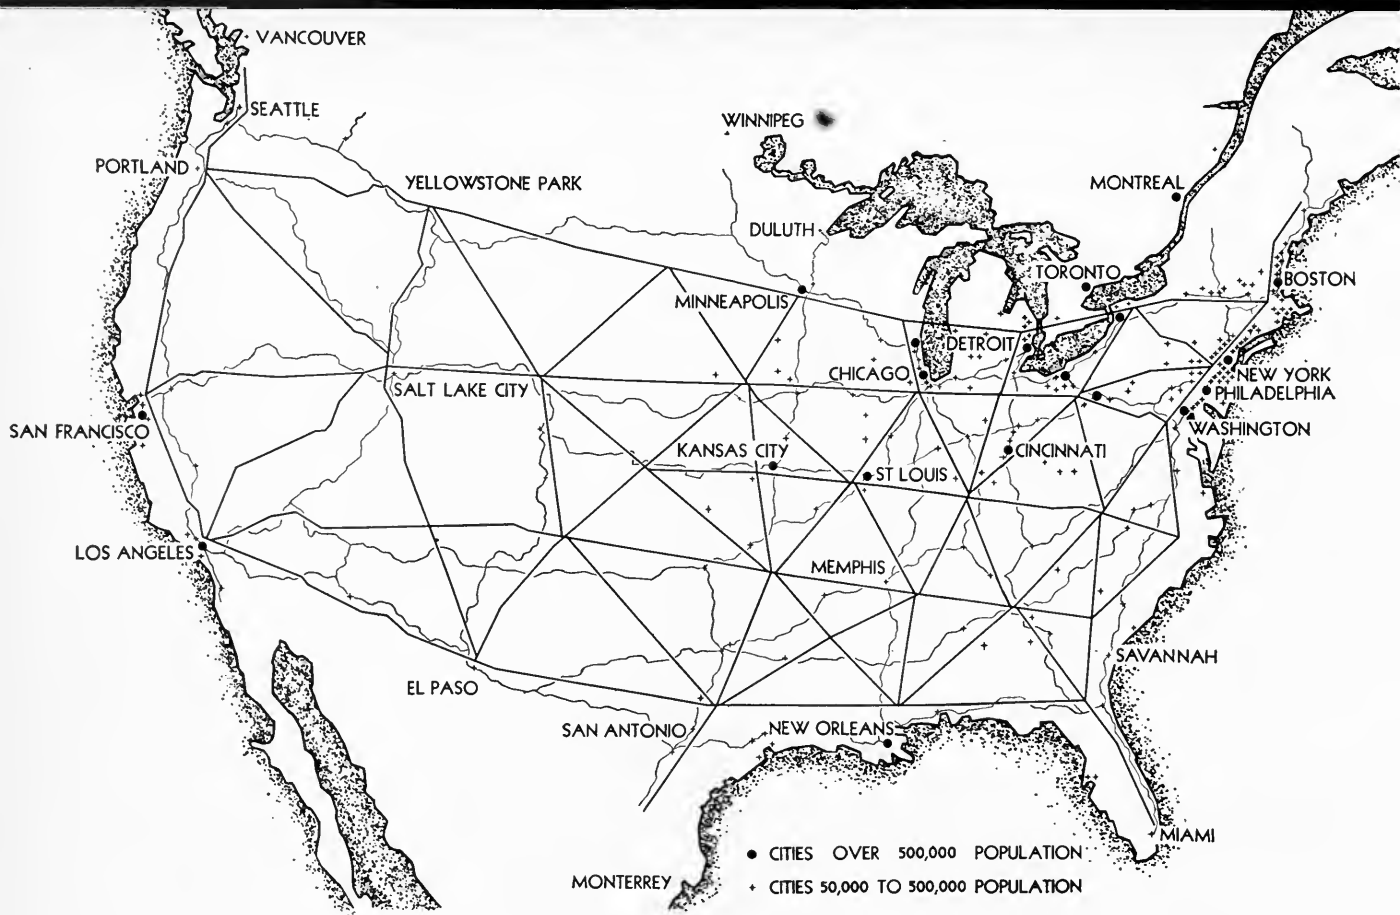 VANCOUVER
SEATTLE
WINNIPEG
PORTLAND
YELLOWSTONE PARK
MONTREAL
DULUTH
TORONTO
BOSTON
MINNEAPOLIS
DETROIT
CHICAGO
NEW YORK
SALT LAKE CITY
PHILADELPHIA
SAN FRANCISCO
WASHINGTON
KANSAS CITY
CINCINNATI
ST LOUIS
LOS ANGELES
MEMPHIS
SAVANNAH
EL PASO
SAN ANTONIO
NEW ORLEANS
MIAMI
CITIES OVER 500,000 POPULATION
MONTERREY
CITIES 50,000 TO 500,000 POPULATION